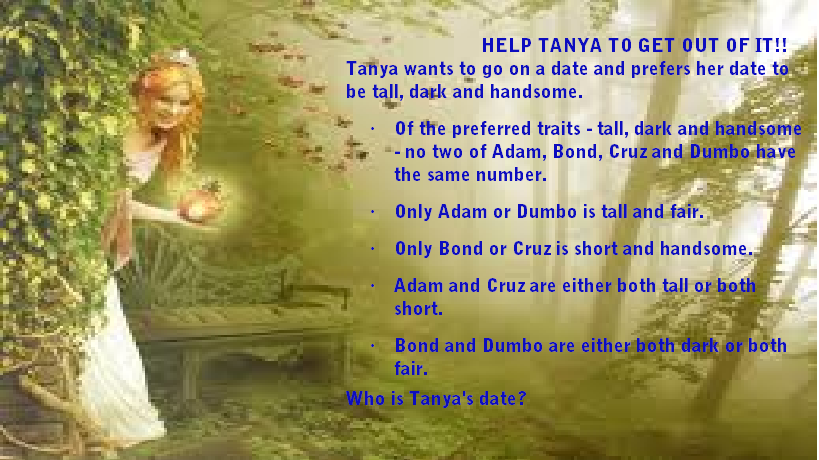 HELP TANYA TO GET OUT OF IT!!
Tanya wants to go on a date and prefers her date to
be tall, dark and handsome.
· Of the preferred traits - tall, dark and handsome
- no two of Adam, Bond, Cruz and Dumbo have
the same number.
· Only Adam or Dumbo is tall and fair.
· Only Bond or Cruz is short and handsome.
· Adam and Cruz are either both tall or both
short.
· Bond and Dumbo are either both dark or both
fair.
Who is Tanya's date?